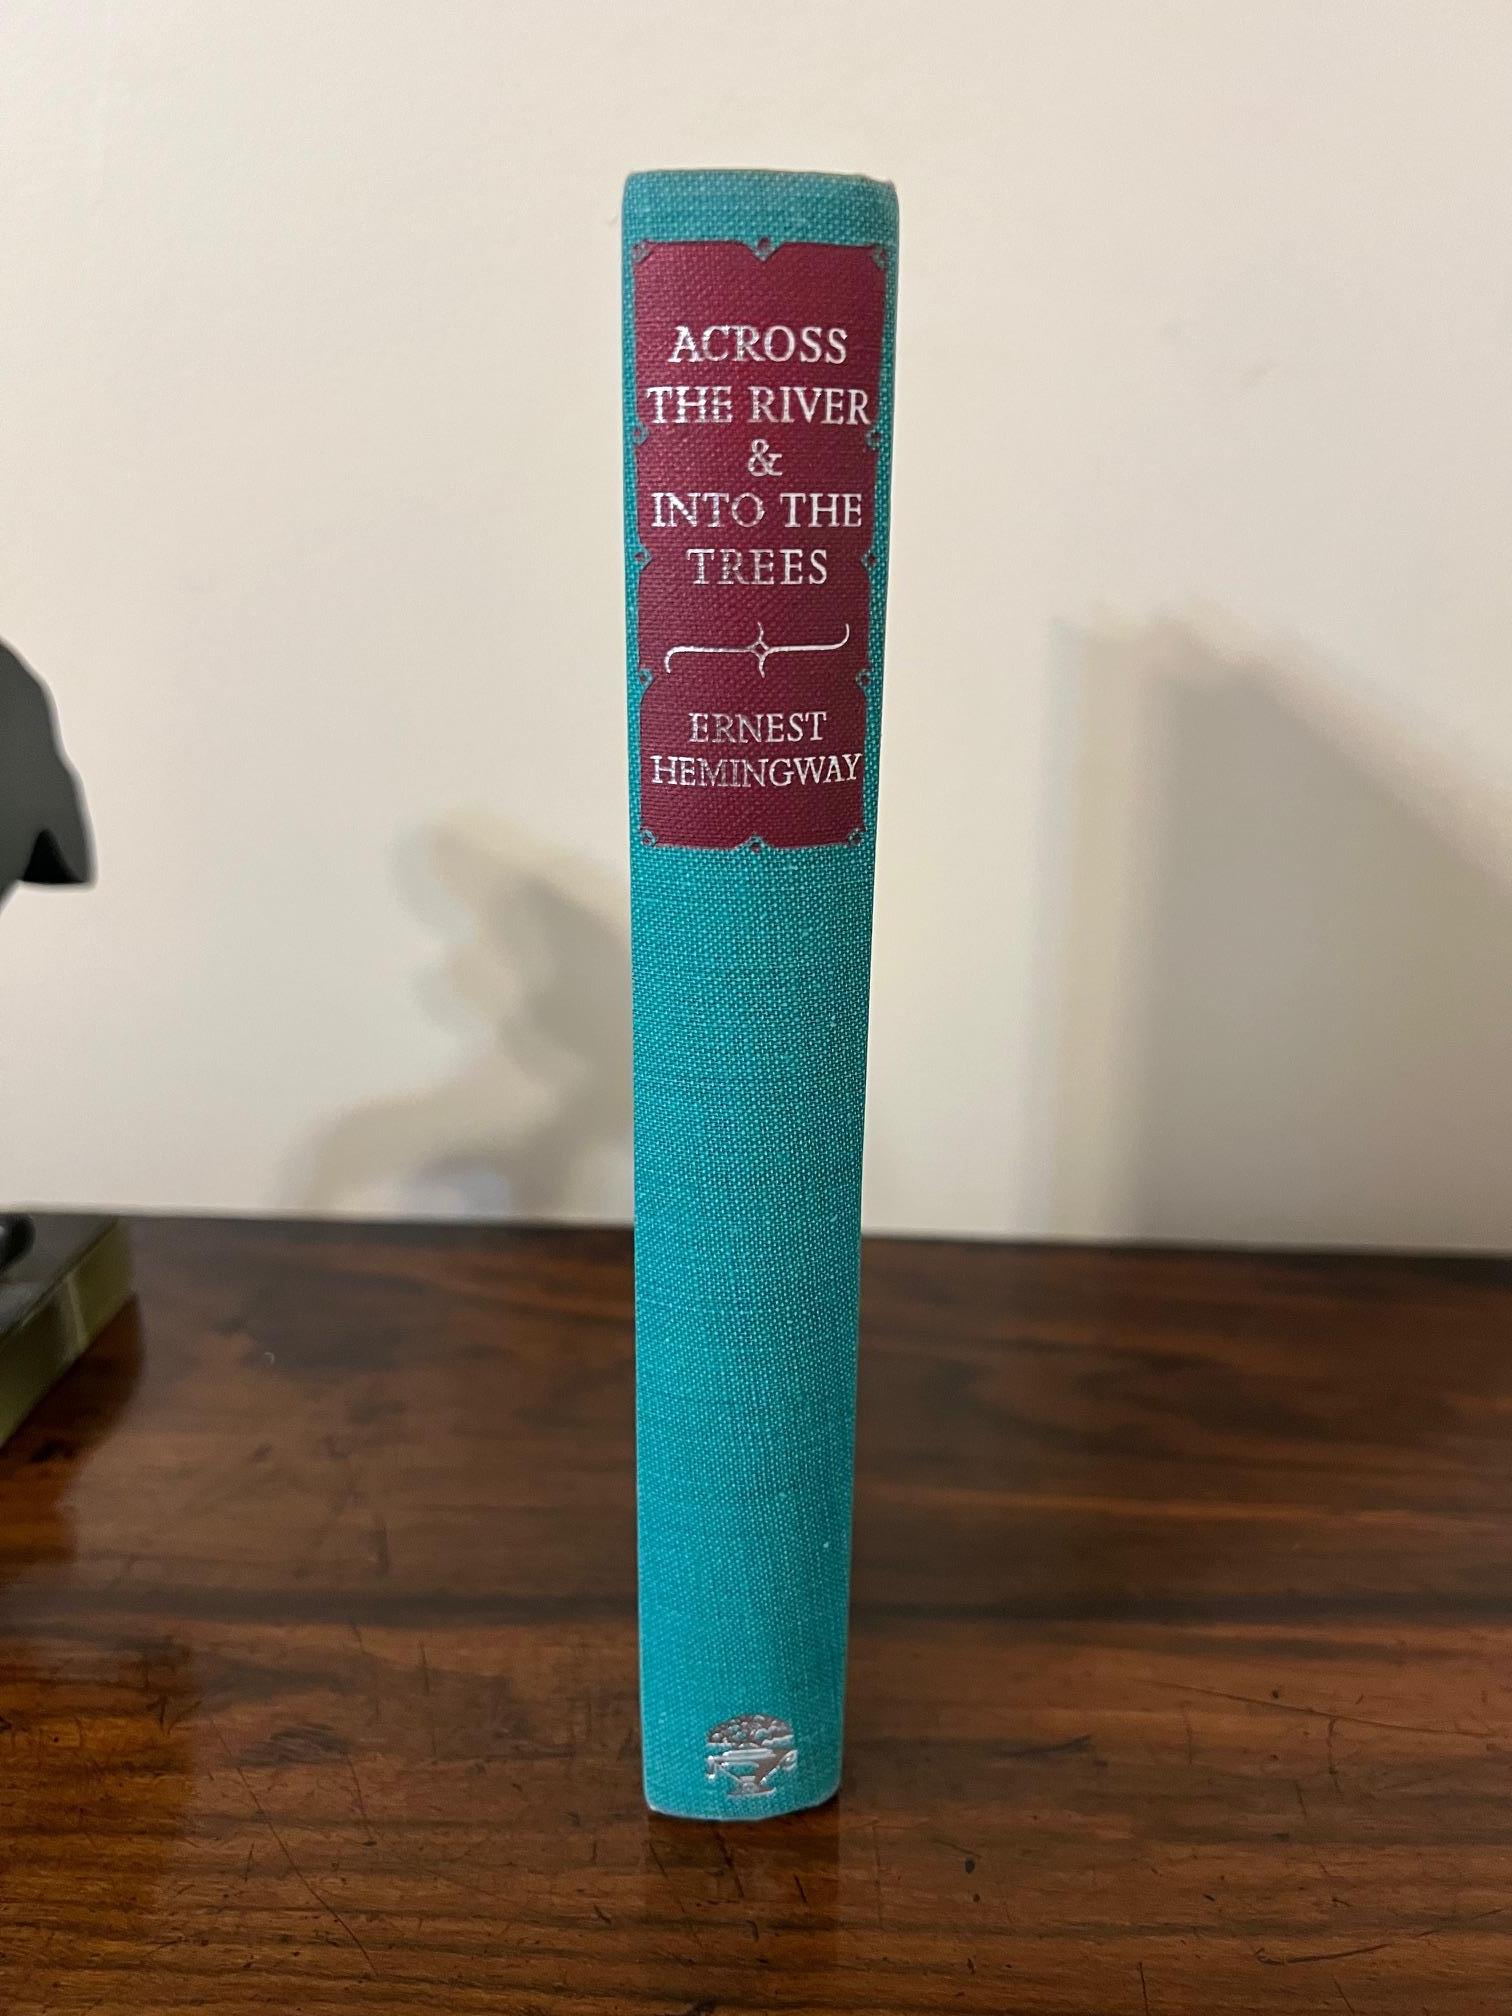 ACROSS
THE RIVER
&
INTO THE
TREES
ERNEST
HEMINGWAY